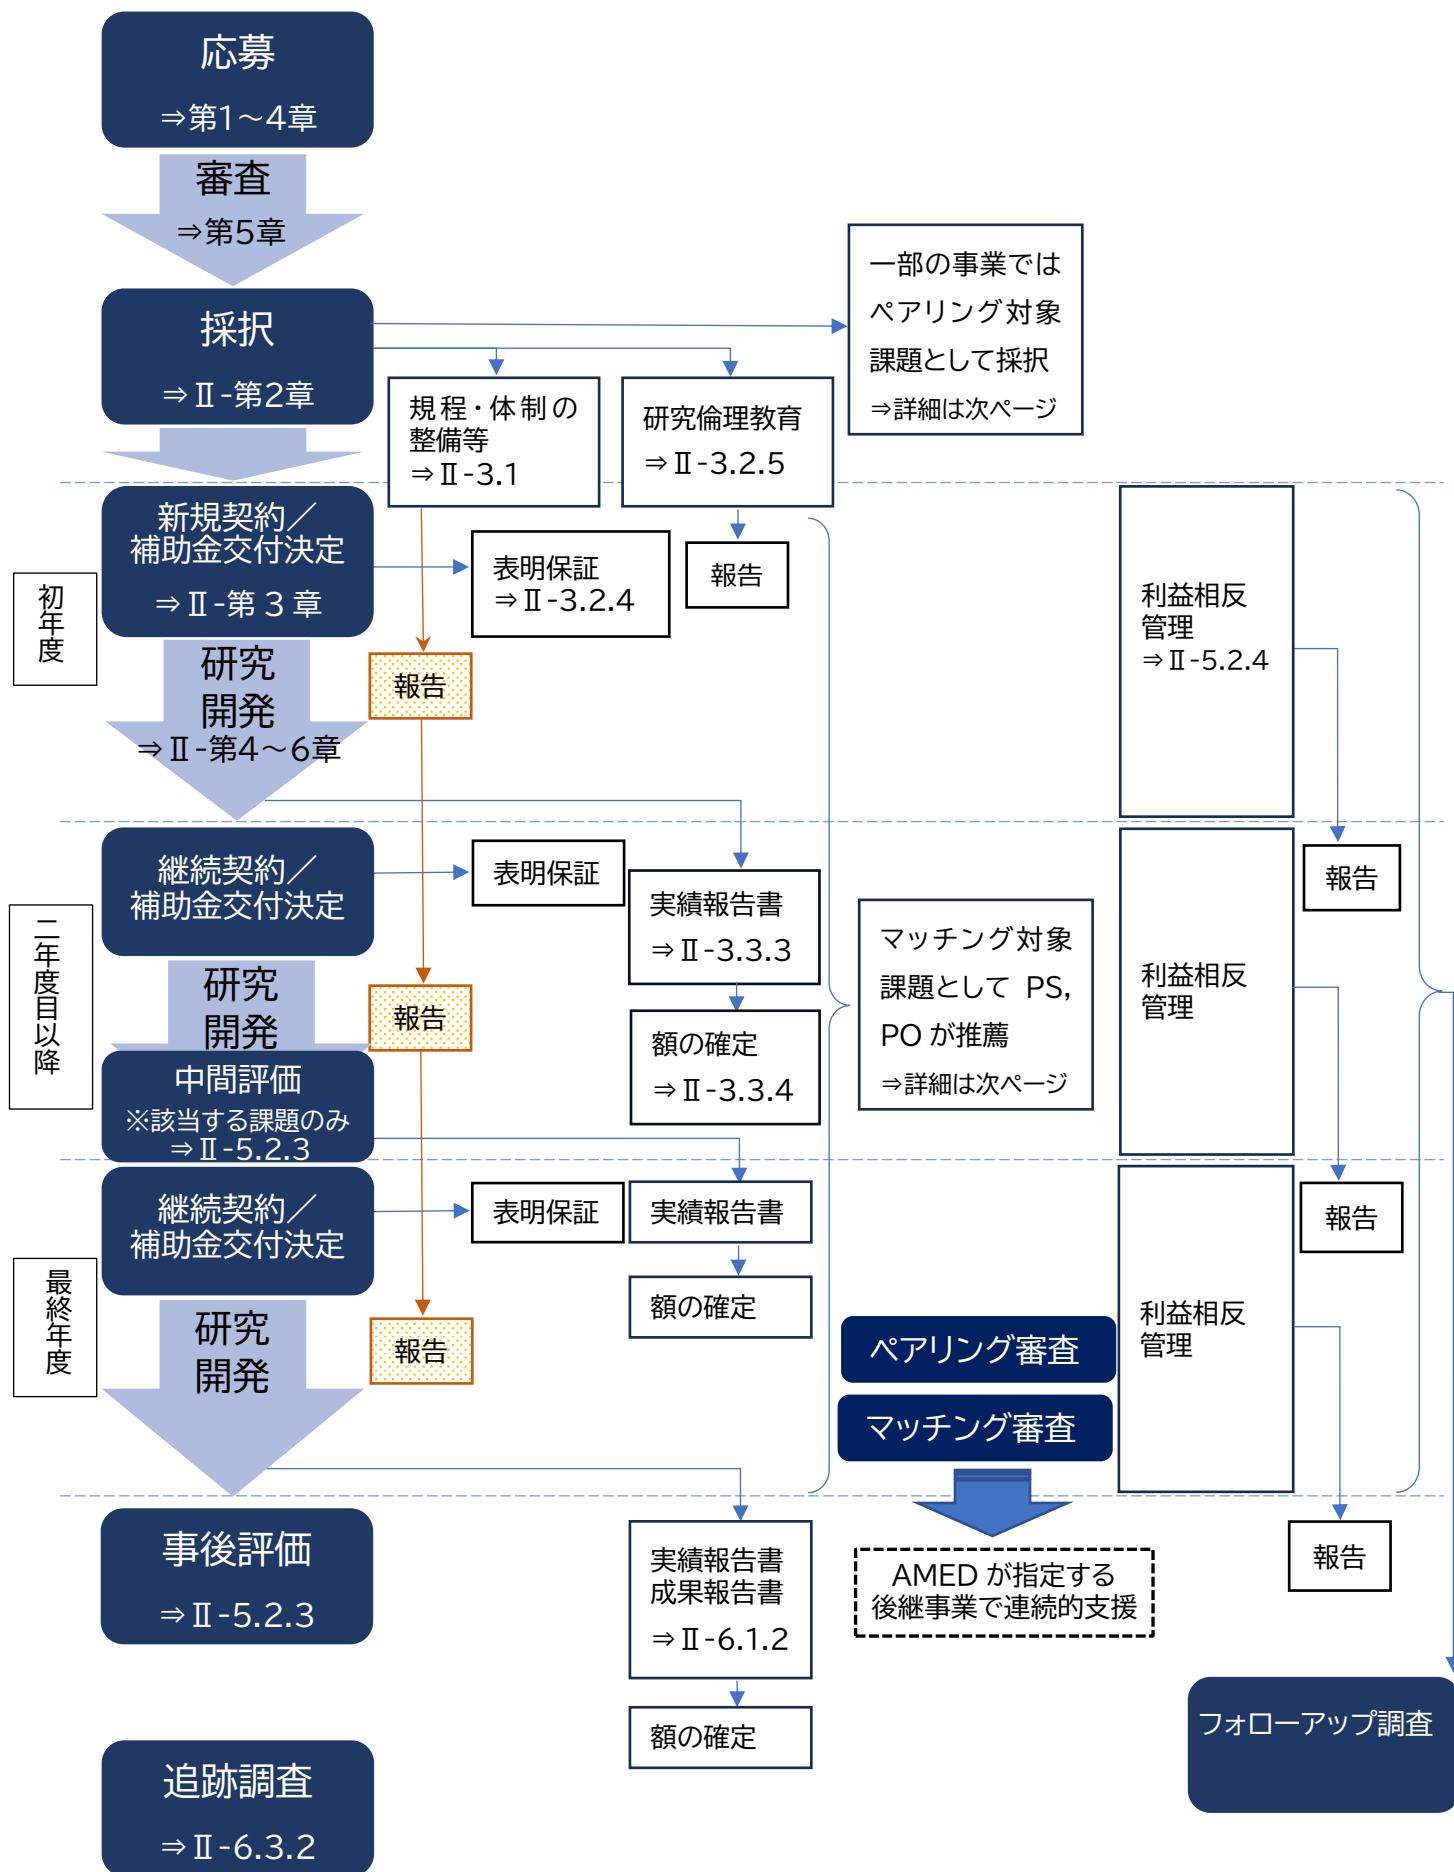 応募
⇒第1～4章
審査
⇒第5章
採択
⇒Ⅱ-第2章
一部の事業では
ペアリング対象
課題として採択
⇒詳細は次ページ
規程・体制の
整備等
⇒Ⅱ-3.1
研究倫理教育
⇒Ⅱ-3.2.5
初年度
新規契約／
補助金交付決定
⇒Ⅱ-第３章
表明保証
⇒Ⅱ-3.2.4
報告
利益相反
管理
⇒Ⅱ-5.2.4
研究
開発
⇒Ⅱ-第4～6章
報告
二年度目以降
継続契約／
補助金交付決定
表明保証
実績報告書
⇒Ⅱ-3.3.3
報告
マッチング対象
課題として PS,
PO が推薦
⇒詳細は次ページ
利益相反
管理
研究
開発
報告
額の確定
⇒Ⅱ-3.3.4
中間評価
※該当する課題のみ
⇒Ⅱ-5.2.3
最終年度
継続契約／
補助金交付決定
表明保証
実績報告書
報告
額の確定
利益相反
管理
研究
開発
報告
ペアリング審査
マッチング審査
事後評価
⇒Ⅱ-5.2.3
実績報告書
成果報告書
⇒Ⅱ-6.1.2
AMED が指定する
後継事業で連続的支援
報告
額の確定
フォローアップ調査
追跡調査
⇒Ⅱ-6.3.2